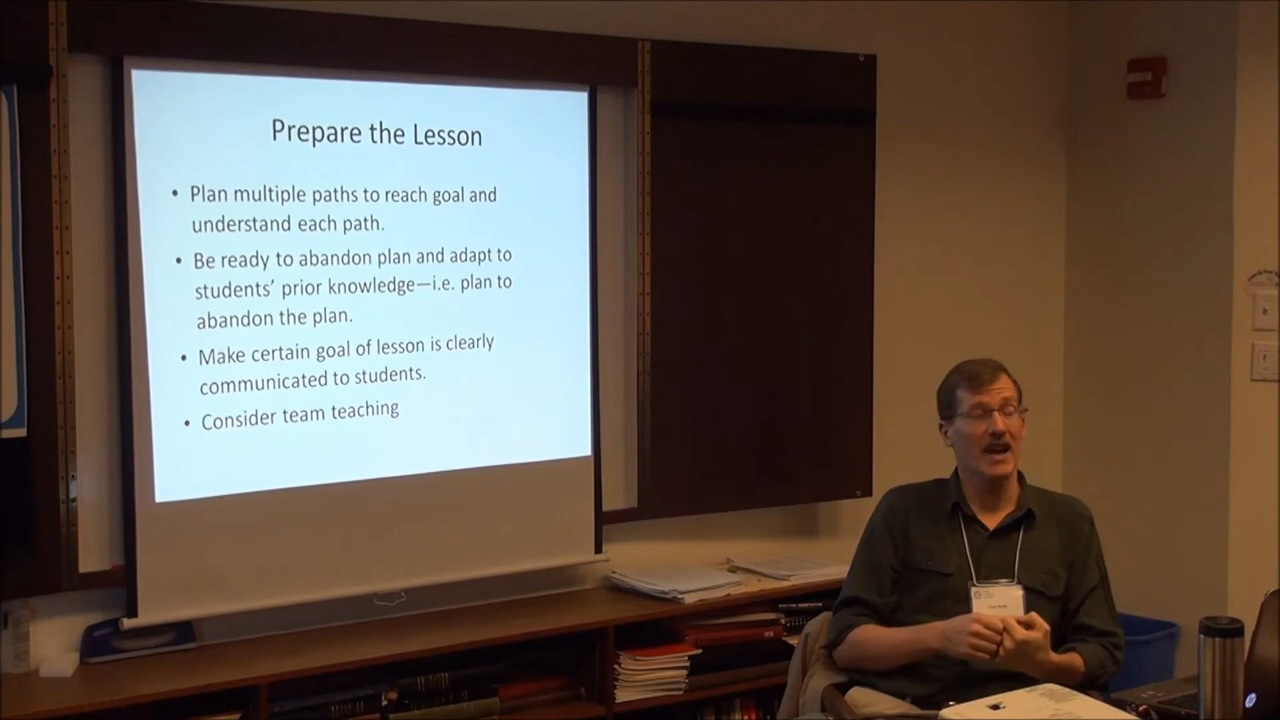 Prepare the Lesson
• Plan multiple paths to reach goal and
understand each path.
• Be ready to abandon plan and adapt to
students' prior knowledge—i.e. plan to
abandon the plan.
• Make certain goal of lesson is clearly
communicated to students.
• Consider team teaching